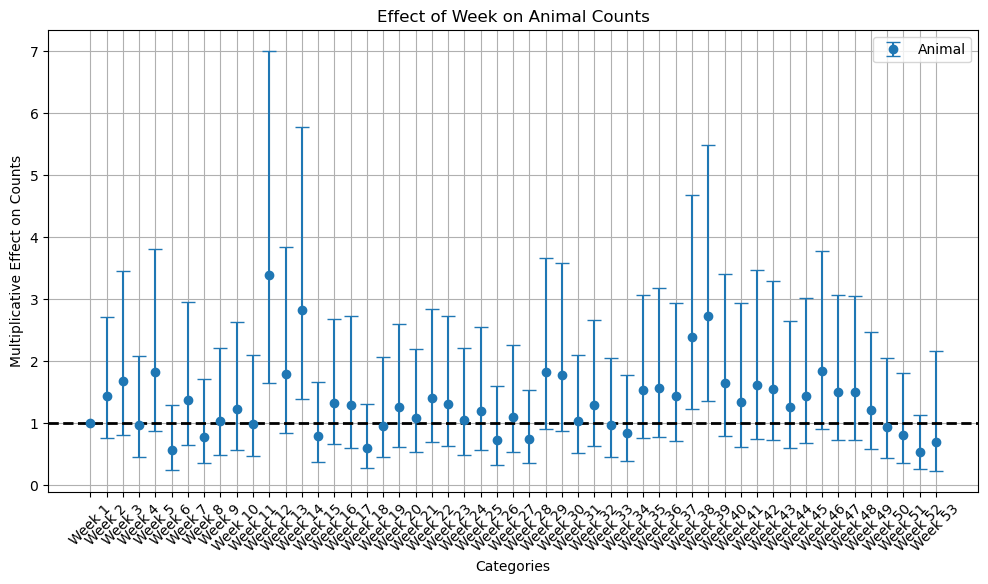 Effect of Week on Animal Counts
Animal
Multiplicative Effect on Counts
7
6
5
4
3
2
1
0
Week 1
Week 2
Week 3
Week 4
Week 5
Week 6
Week 7
Week 8
Week 9
Week 10
Week 11
Week 12
Week 13
Week 14
Week 15
Week 16
Week 17
Week 18
Week 19
Week 20
Week 21
Week 22
Week 23
Week 24
Week 25
Week 26
Week 27
Week 28
Week 29
Week 30
Week 31
Week 32
Week 33
Week 34
Week 35
Week 36
Week 37
Week 38
Week 39
Week 40
Week 41
Week 42
Week 43
Week 44
Week 45
Week 46
Week 47
Week 48
Week 49
Week 50
Week 51
Week 52
Week 53
Categories